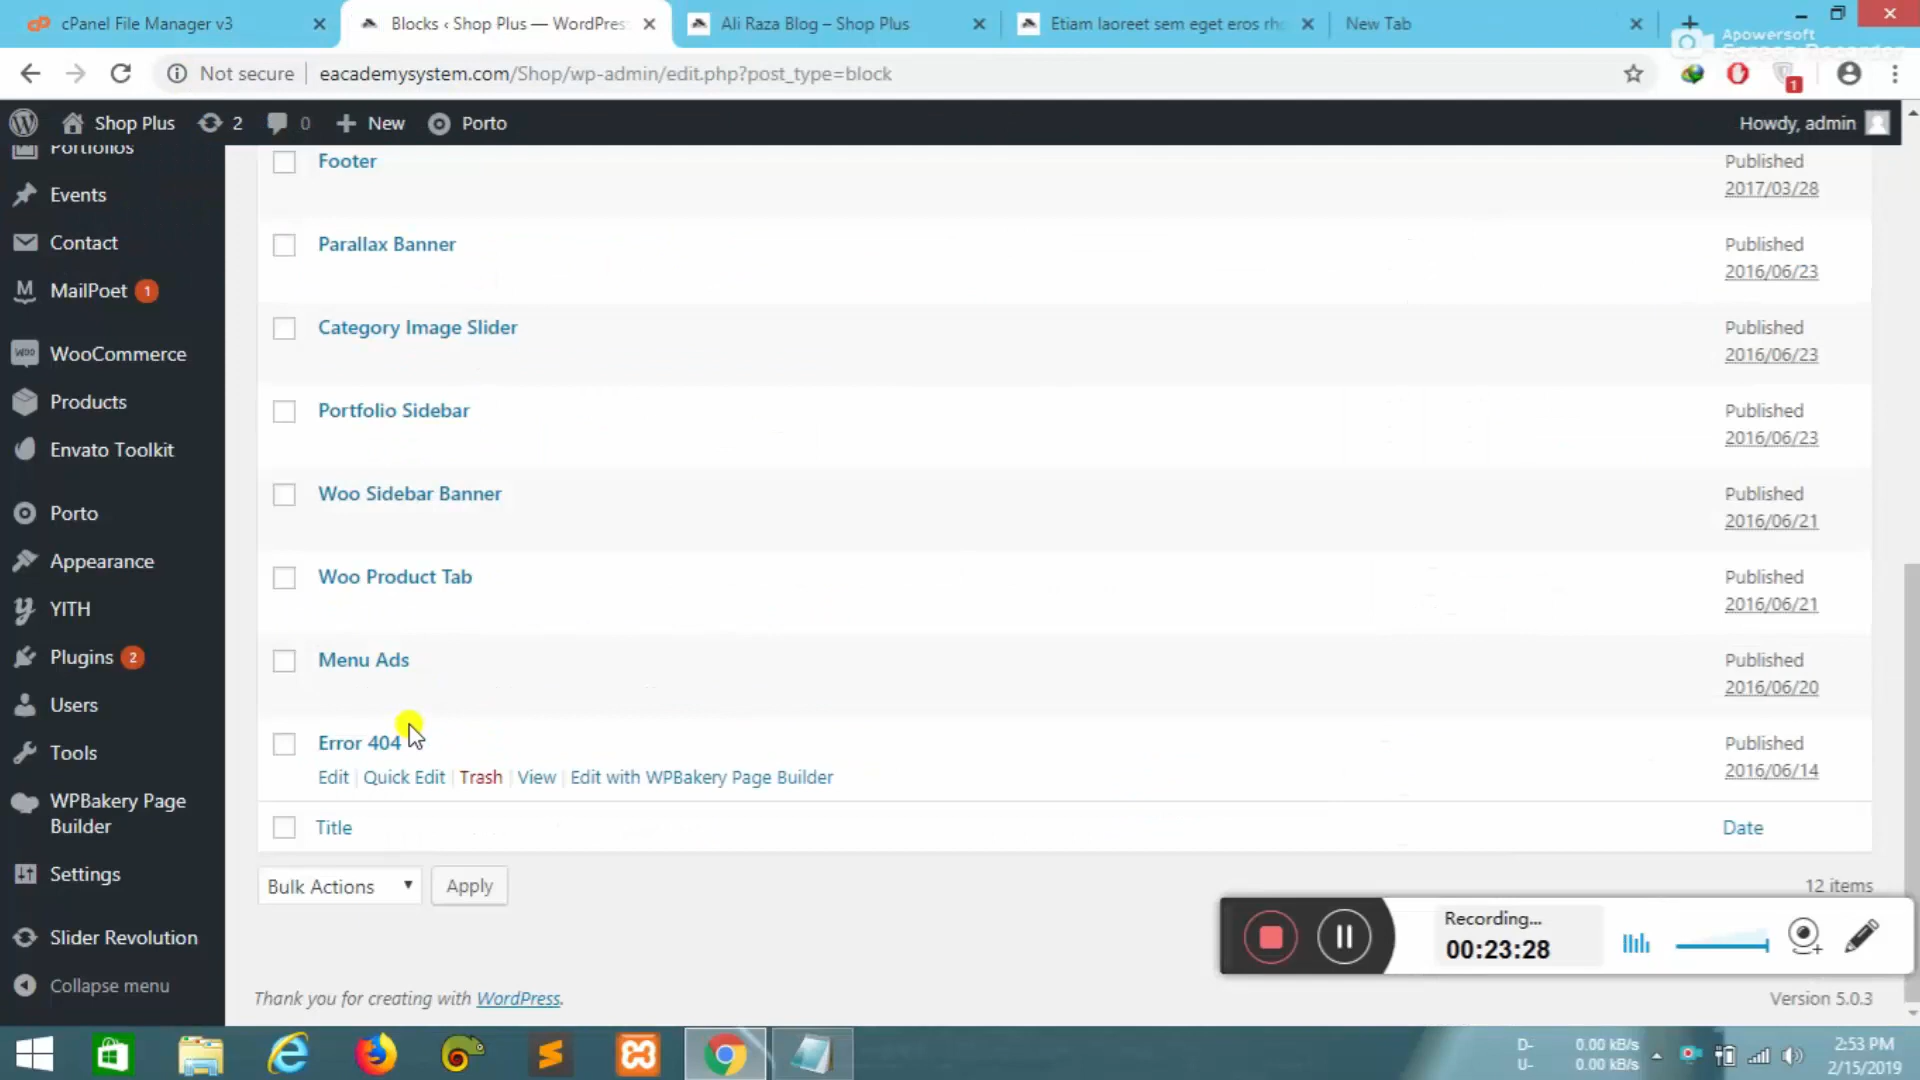 cPanel File Manager v3
Blocks ‹ Shop Plus — WordPres
Ali Raza Blog – Shop Plus
Etiam laoreet sem eget eros rh
New Tab
Apowersoft
Screen Recorder
Not secure
eacademysystem.com/Shop/wp-admin/edit.php?post_type=block
1
Shop Plus
2
0
New
Porto
Howdy, admin
Portfolios
Events
Contact
MailPoet 1
WooCommerce
Products
Envato Toolkit
Porto
Appearance
YITH
Plugins 2
Users
Tools
WPBakery Page
Builder
Settings
Slider Revolution
Collapse menu
Footer
Published
2017/03/28
Parallax Banner
Published
2016/06/23
Category Image Slider
Published
2016/06/23
Portfolio Sidebar
Published
2016/06/23
Woo Sidebar Banner
Published
2016/06/21
Woo Product Tab
Published
2016/06/21
Menu Ads
Published
2016/06/20
Error 404
Edit | Quick Edit | Trash | View | Edit with WPBakery Page Builder
Published
2016/06/14
Title
Date
Bulk Actions
Apply
12 items
Recording...
00:23:28
Thank you for creating with WordPress.
Version 5.0.3
D- 0.00 kB/s
U- 0.00 kB/s
2:53 PM
2/15/2019